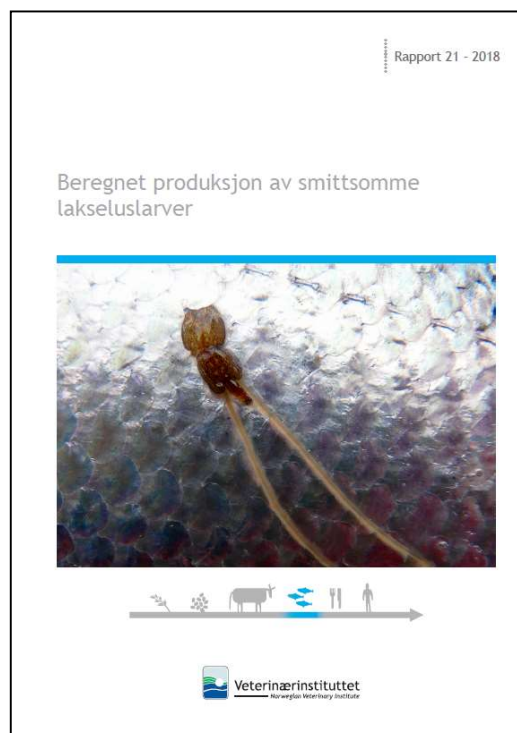 Rapport 21 - 2018
Beregnet produksjon av smittsomme
lakseluslarver
Veterinærinstituttet
Norwegian Veterinary Institute